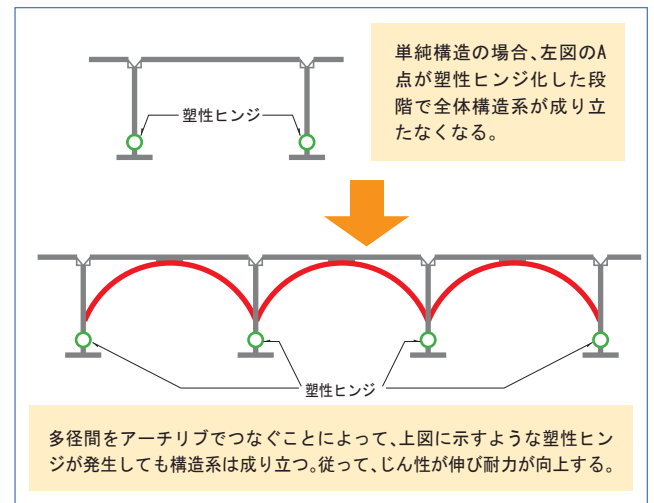 単純構造の場合、左図のA
点が塑性ヒンジ化した段
階で全体構造系が成り立
たなくなる。
塑性ヒンジ
塑性ヒンジ
多径間をアーチリブでつなぐことによって、上図に示すような塑性ヒン
ジが発生しても構造系は成り立つ。従って、じん性が伸び耐力が向上する。